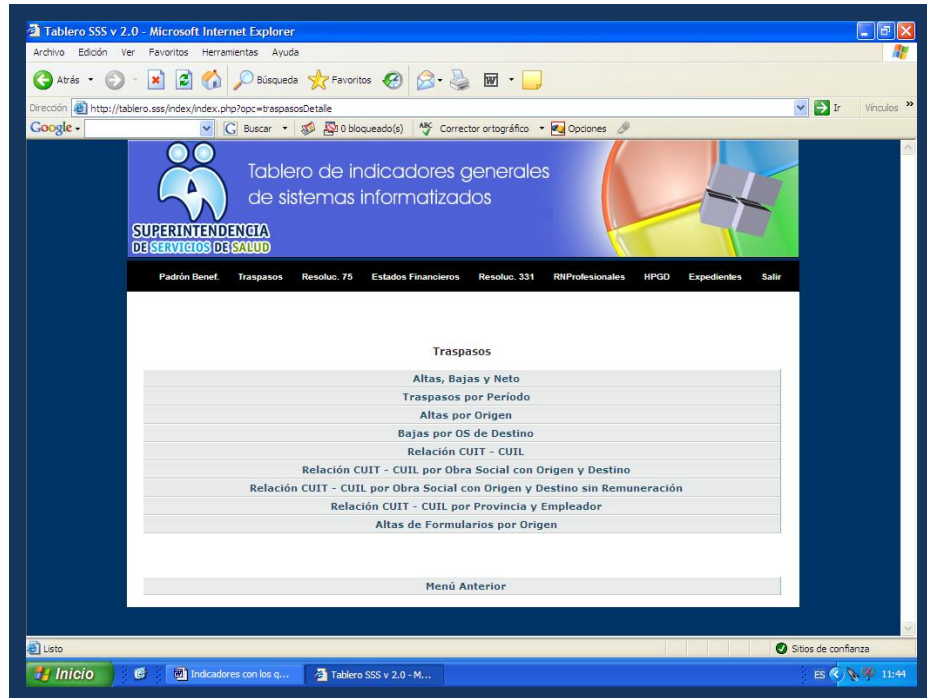 Tablero SSS v 2.0 - Microsoft Internet Explorer
Archivo Edición Ver Favoritos Herramientas Ayuda
Atrás Búsqueda Favoritos
Dirección http://tablero.sss/index/index.php?opc=traspasosDetalle Ir Vínculos »
Google Buscar 0 bloqueado(s) ABC Corrector ortográfico Opciones
Tablero de indicadores generales
de sistemas informatizados
SUPERINTENDENCIA
DE SERVICIOS DE SALUD
Padrón Benef. Traspasos Resoluc. 75 Estados Financieros Resoluc. 331 RNProfesionales HPGD Expedientes Salir
Traspasos
Altas, Bajas y Neto
Traspasos por Período
Altas por Origen
Bajas por OS de Destino
Relación CUIT - CUIL
Relación CUIT - CUIL por Obra Social con Origen y Destino
Relación CUIT - CUIL por Obra Social con Origen y Destino sin Remuneración
Relación CUIT - CUIL por Provincia y Empleador
Altas de Formularios por Origen
Menú Anterior
Listo Sitios de confianza
Inicio Indicadores con los q... Tablero SSS v 2.0 - M... ES 11:44